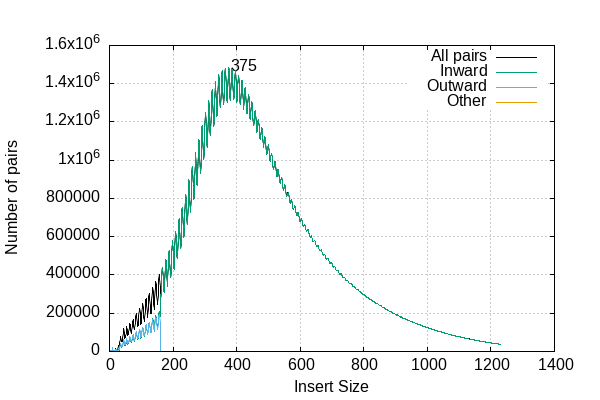 1.6x10^6
1.4x10^6
1.2x10^6
1x10^6
800000
600000
400000
200000
0
Number of pairs
375
All pairs
Inward
Outward
Other
0 200 400 600 800 1000 1200 1400
Insert Size